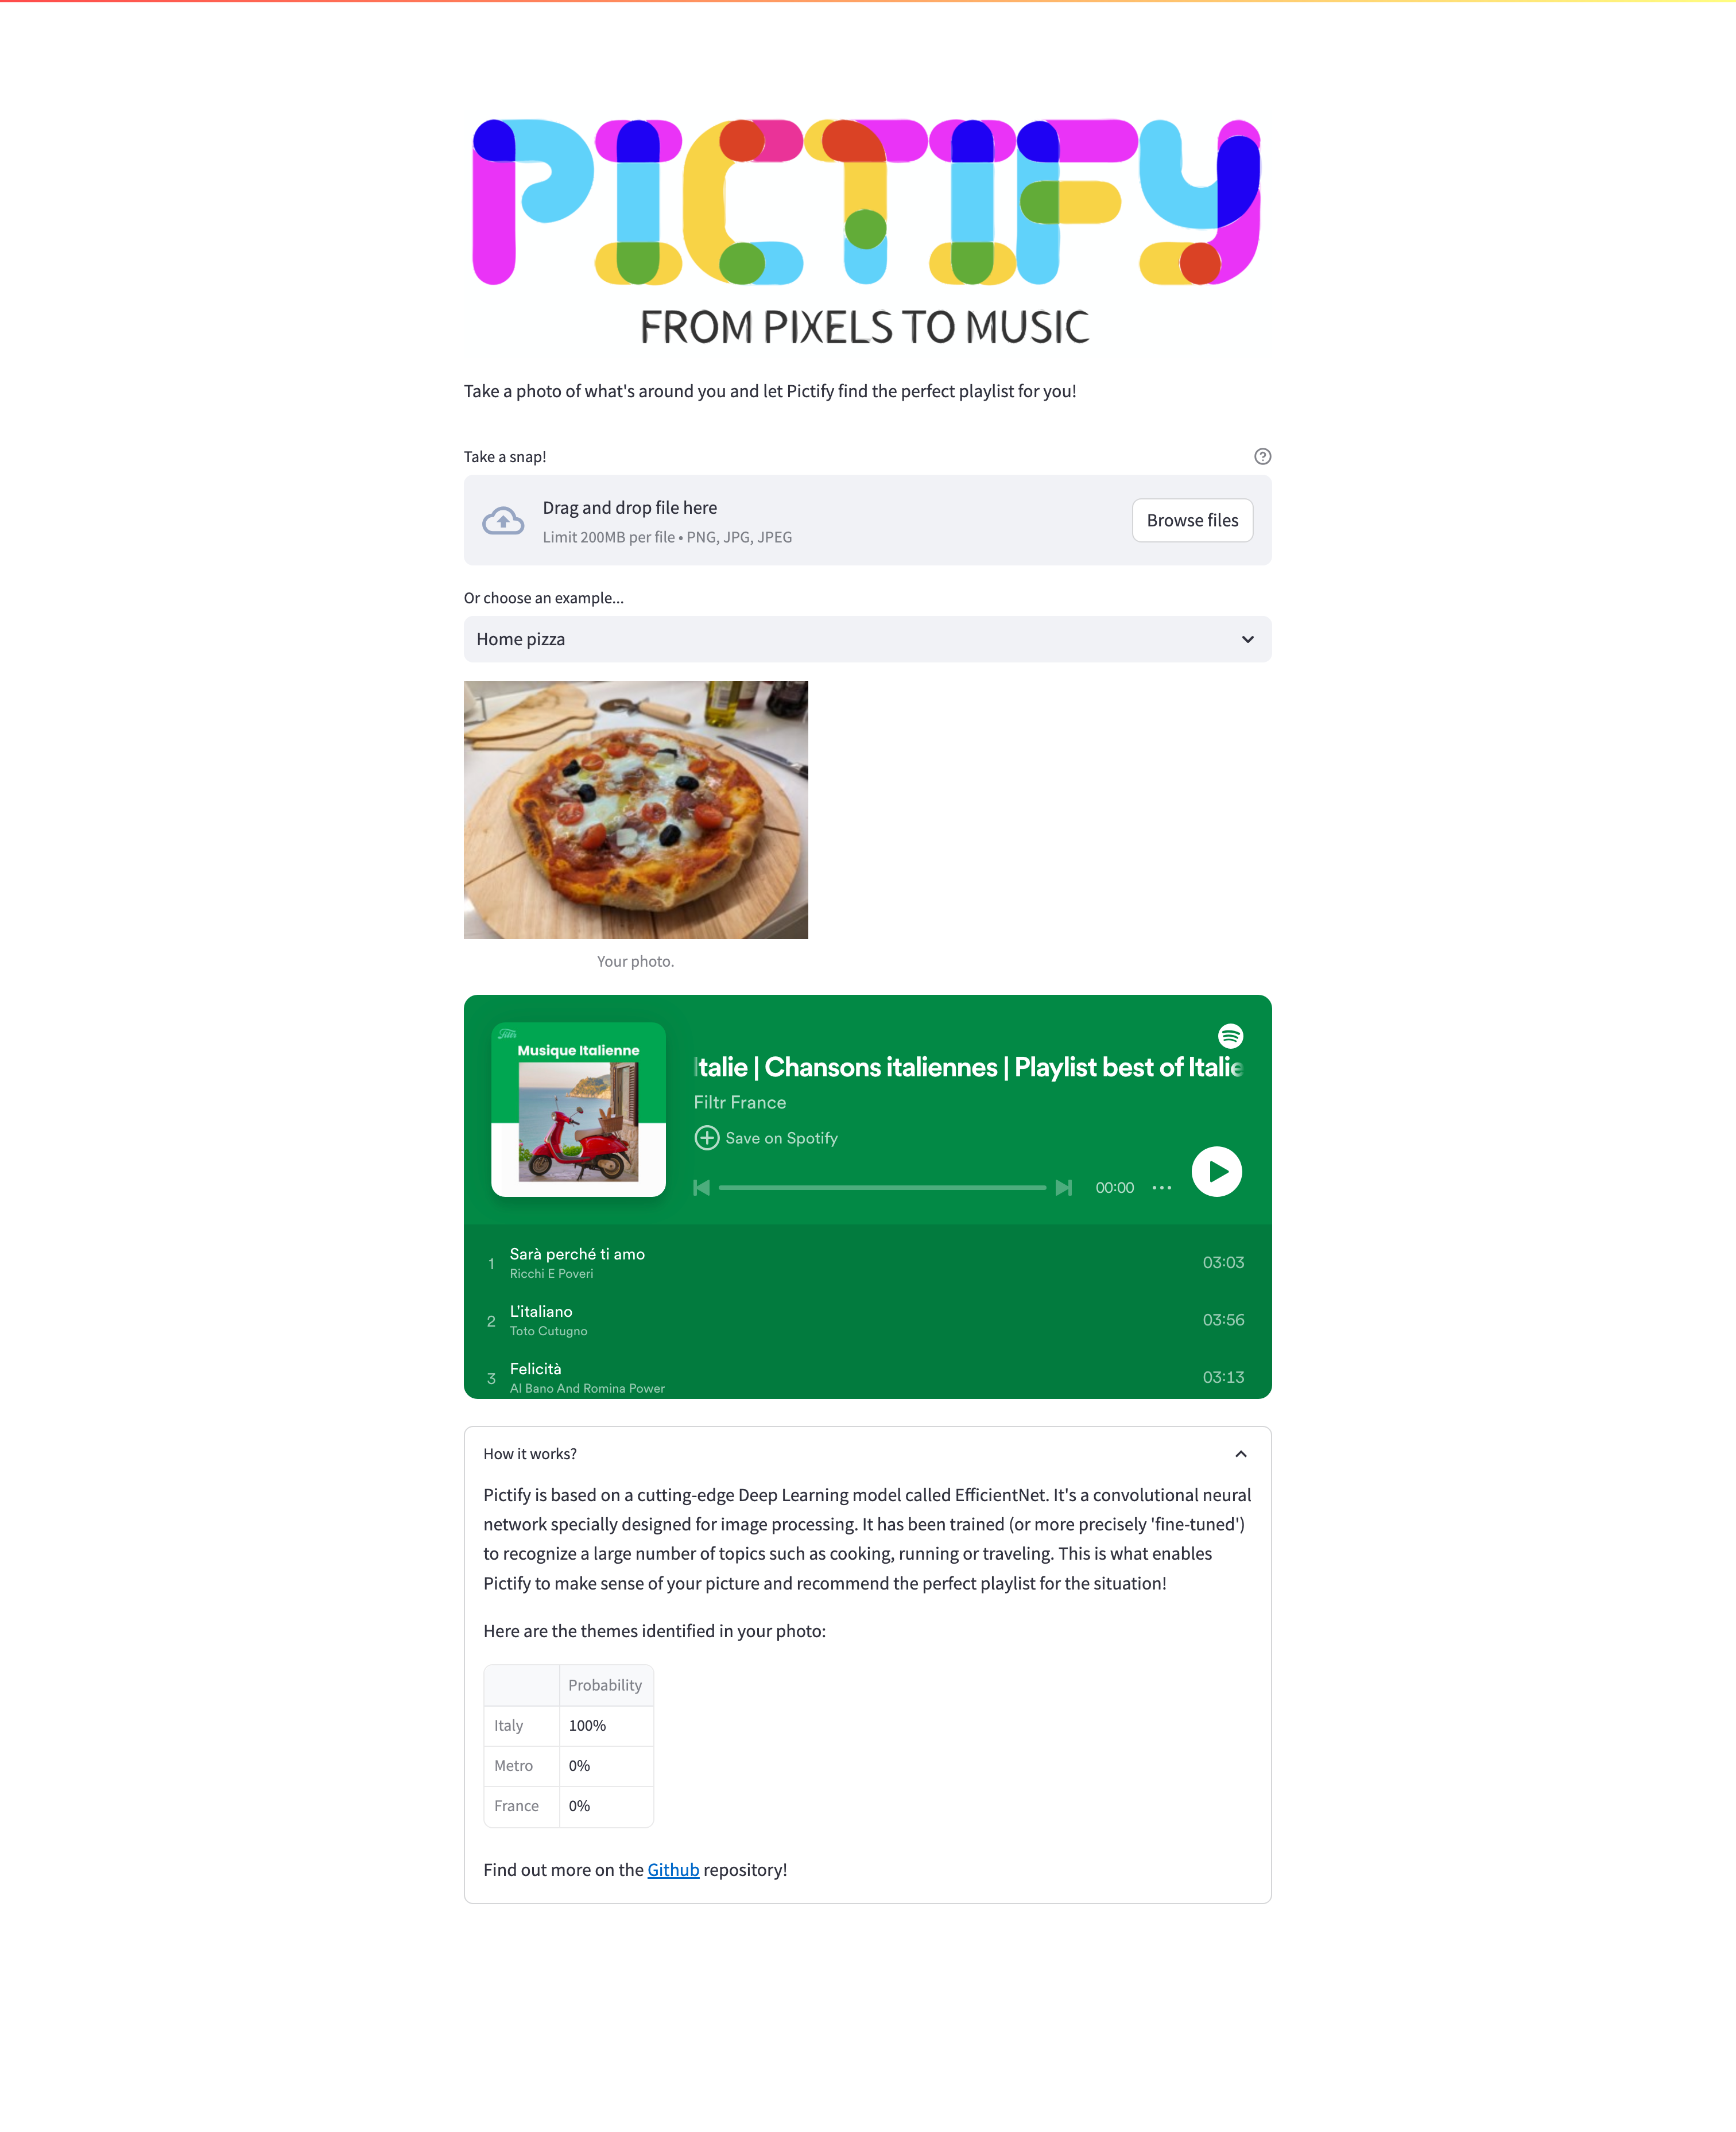 PICTIFY
FROM PIXELS TO MUSIC
Take a photo of what's around you and let Pictify find the perfect playlist for you!
Take a snap!
Drag and drop file here
Limit 200MB per file • PNG, JPG, JPEG
Browse files
Or choose an example...
Home pizza
Your photo.
Filtr
Musique Italienne
Italie | Chansons italiennes | Playlist best of Italie
Filtr France
Save on Spotify
00:00
1 Sarà perché ti amo 03:03
Ricchi E Poveri
2 L'italiano 03:56
Toto Cutugno
3 Felicità 03:13
Al Bano And Romina Power
How it works?
Pictify is based on a cutting-edge Deep Learning model called EfficientNet. It's a convolutional neural
network specially designed for image processing. It has been trained (or more precisely 'fine-tuned')
to recognize a large number of topics such as cooking, running or traveling. This is what enables
Pictify to make sense of your picture and recommend the perfect playlist for the situation!
Here are the themes identified in your photo:
Probability
Italy 100%
Metro 0%
France 0%
Find out more on the Github repository!